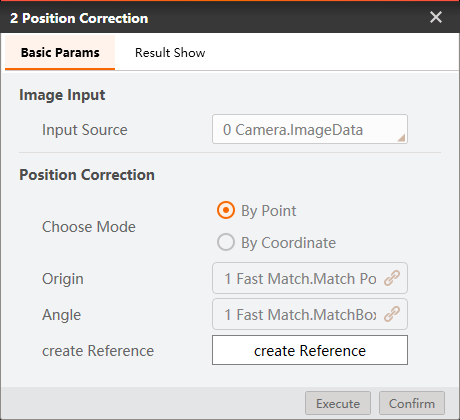 2 Position Correction
Basic Params Result Show
Image Input
Input Source 0 Camera.ImageData
Position Correction
By Point
Choose Mode
By Coordinate
Origin 1 Fast Match.Match Po
Angle 1 Fast Match.MatchBox
create Reference create Reference
Execute Confirm